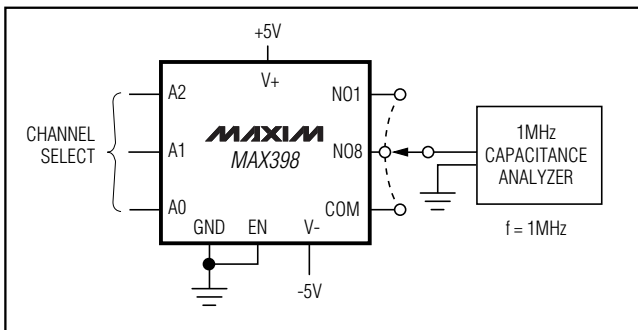 +5V
V+
A2
NO1
CHANNEL
SELECT
A1
MAXIM
MAX398
NO8
1MHz
CAPACITANCE
ANALYZER
A0
COM
GND EN V-
f = 1MHz
-5V